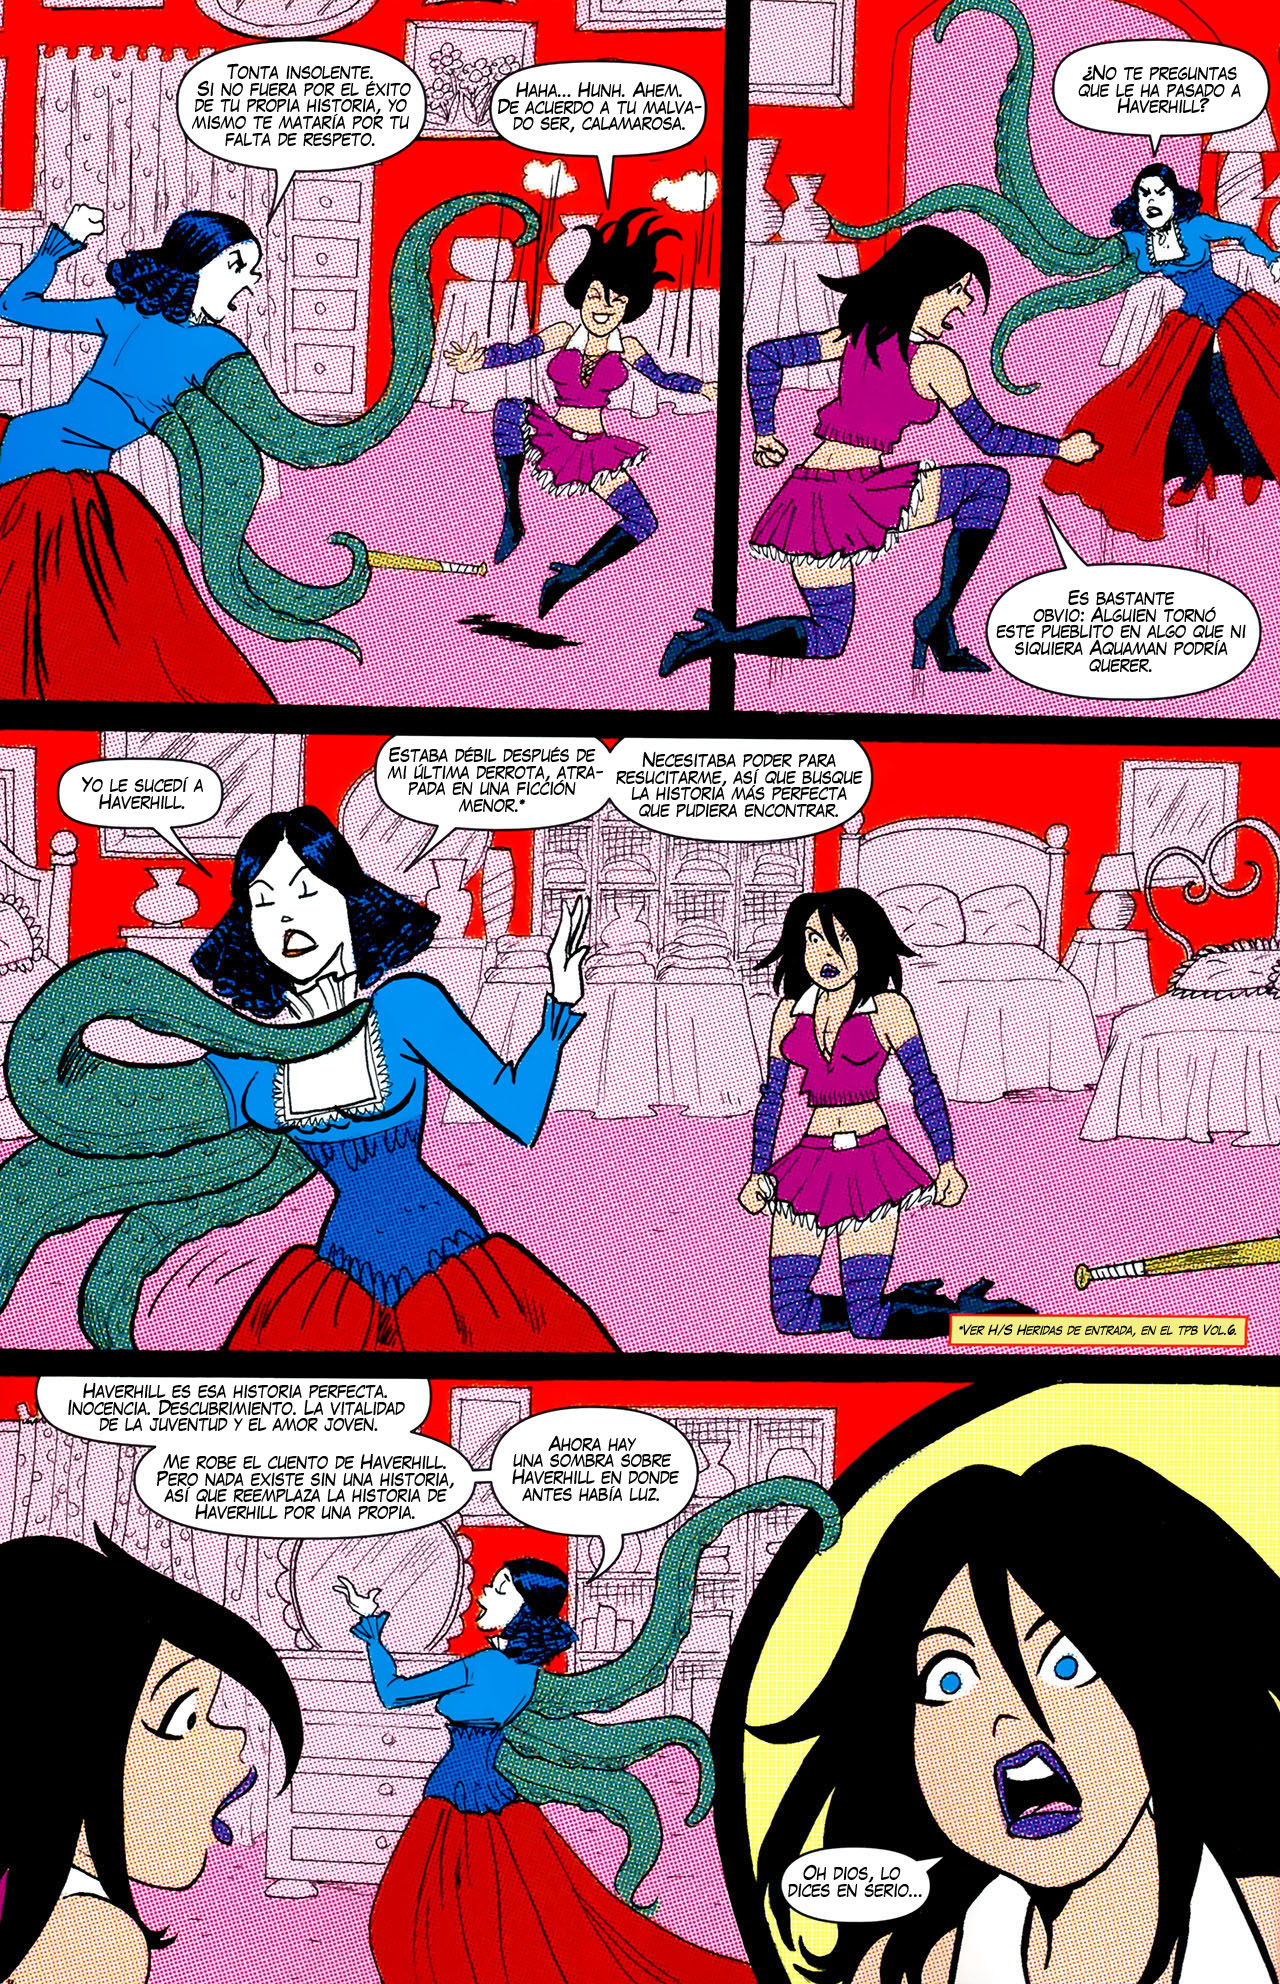 Tonta insolente.
Si no fuera por el éxito
de tu propia historia, yo
mismo te mataría por tu
falta de respeto.
Haha... Hunh. Ahem.
De acuerdo a tu malva-
do ser, calamarosa.
¿No te preguntas
que le ha pasado a
Haverhill?
Es bastante
obvio: Alguien tornó
este pueblito en algo que ni
siquiera Aquaman podría
querer.
Yo le sucedí a
Haverhill.
Estaba débil después de
mi última derrota, atra-
pada en una ficción
menor.*
Necesitaba poder para
resucitarme, así que busque
la historia más perfecta
que pudiera encontrar.
*Ver H/S Heridas de entrada, en el TPB Vol.6.
Haverhill es esa historia perfecta.
Inocencia. Descubrimiento. La vitalidad
de la juventud y el amor joven.
Me robe el cuento de Haverhill.
Pero nada existe sin una historia,
así que reemplaza la historia de
Haverhill por una propia.
Ahora hay
una sombra sobre
Haverhill en donde
antes había luz.
Oh dios, lo
dices en serio...